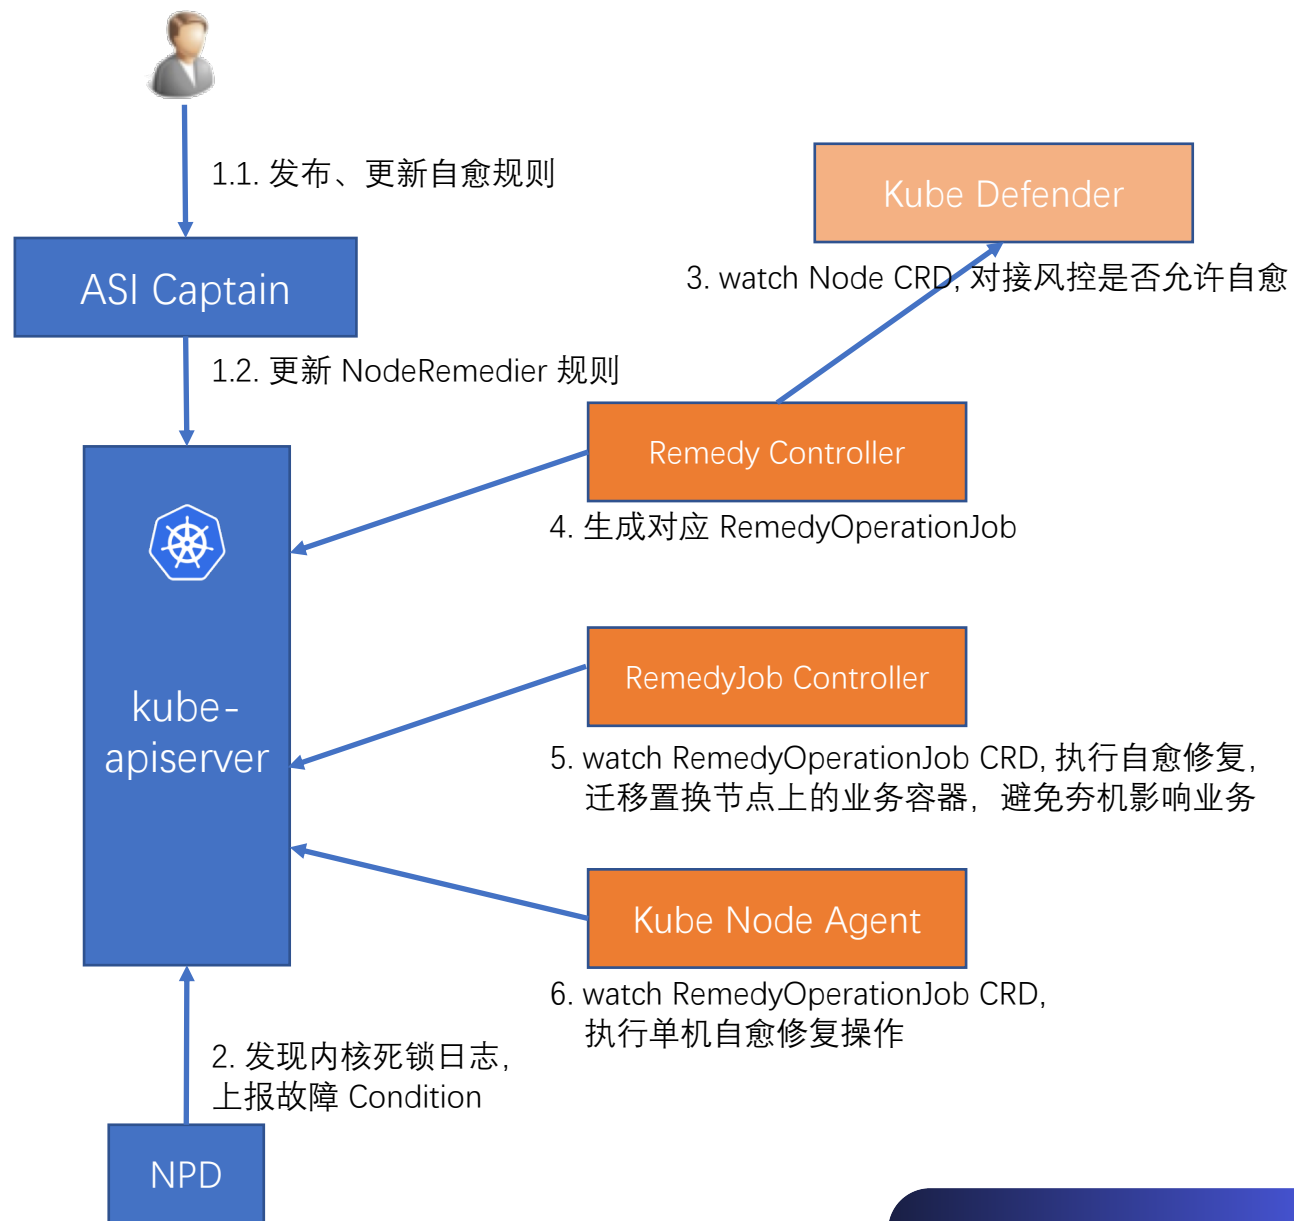 1.1. 发布、更新自愈规则
Kube Defender
ASI Captain
3. watch Node CRD, 对接风控是否允许自愈
1.2. 更新 NodeRemedier 规则
Remedy Controller
4. 生成对应 RemedyOperationJob
kube-
apiserver
RemedyJob Controller
5. watch RemedyOperationJob CRD, 执行自愈修复,
迁移置换节点上的业务容器，避免夯机影响业务
Kube Node Agent
6. watch RemedyOperationJob CRD,
执行单机自愈修复操作
2. 发现内核死锁日志,
上报故障 Condition
NPD